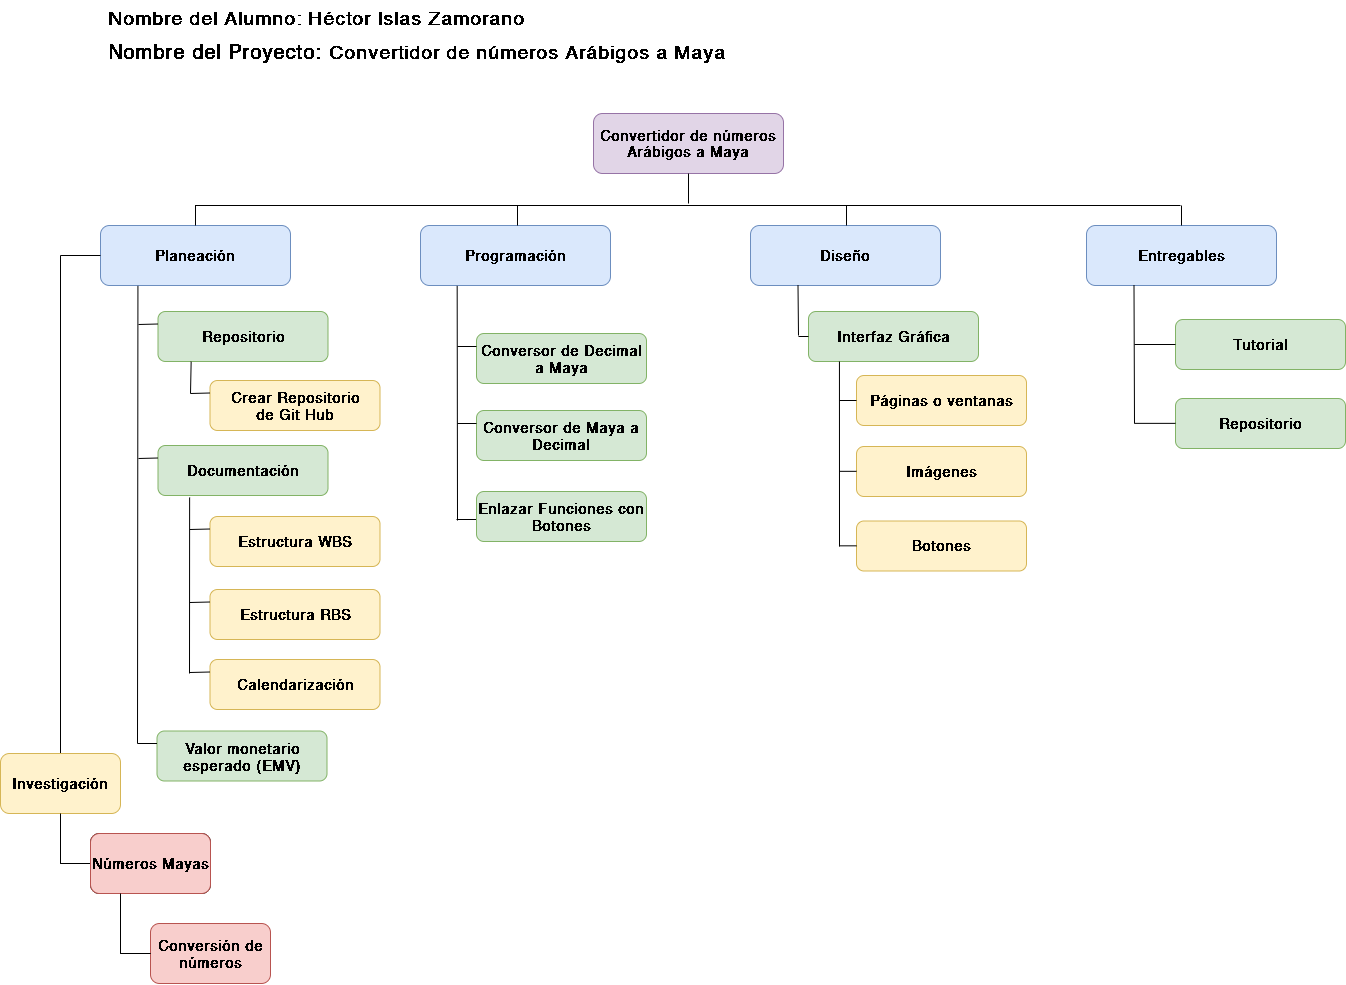 Nombre del Alumno: Héctor Islas Zamorano
Nombre del Proyecto: Convertidor de números Arábigos a Maya
Convertidor de números
Arábigos a Maya
Planeación
Programación
Diseño
Entregables
Repositorio
Crear Repositorio
de Git Hub
Documentación
Estructura WBS
Estructura RBS
Calendarización
Valor monetario
esperado (EMV)
Investigación
Números Mayas
Conversión de
números
Conversor de Decimal
a Maya
Conversor de Maya a
Decimal
Enlazar Funciones con
Botones
Interfaz Gráfica
Páginas o ventanas
Imágenes
Botones
Tutorial
Repositorio